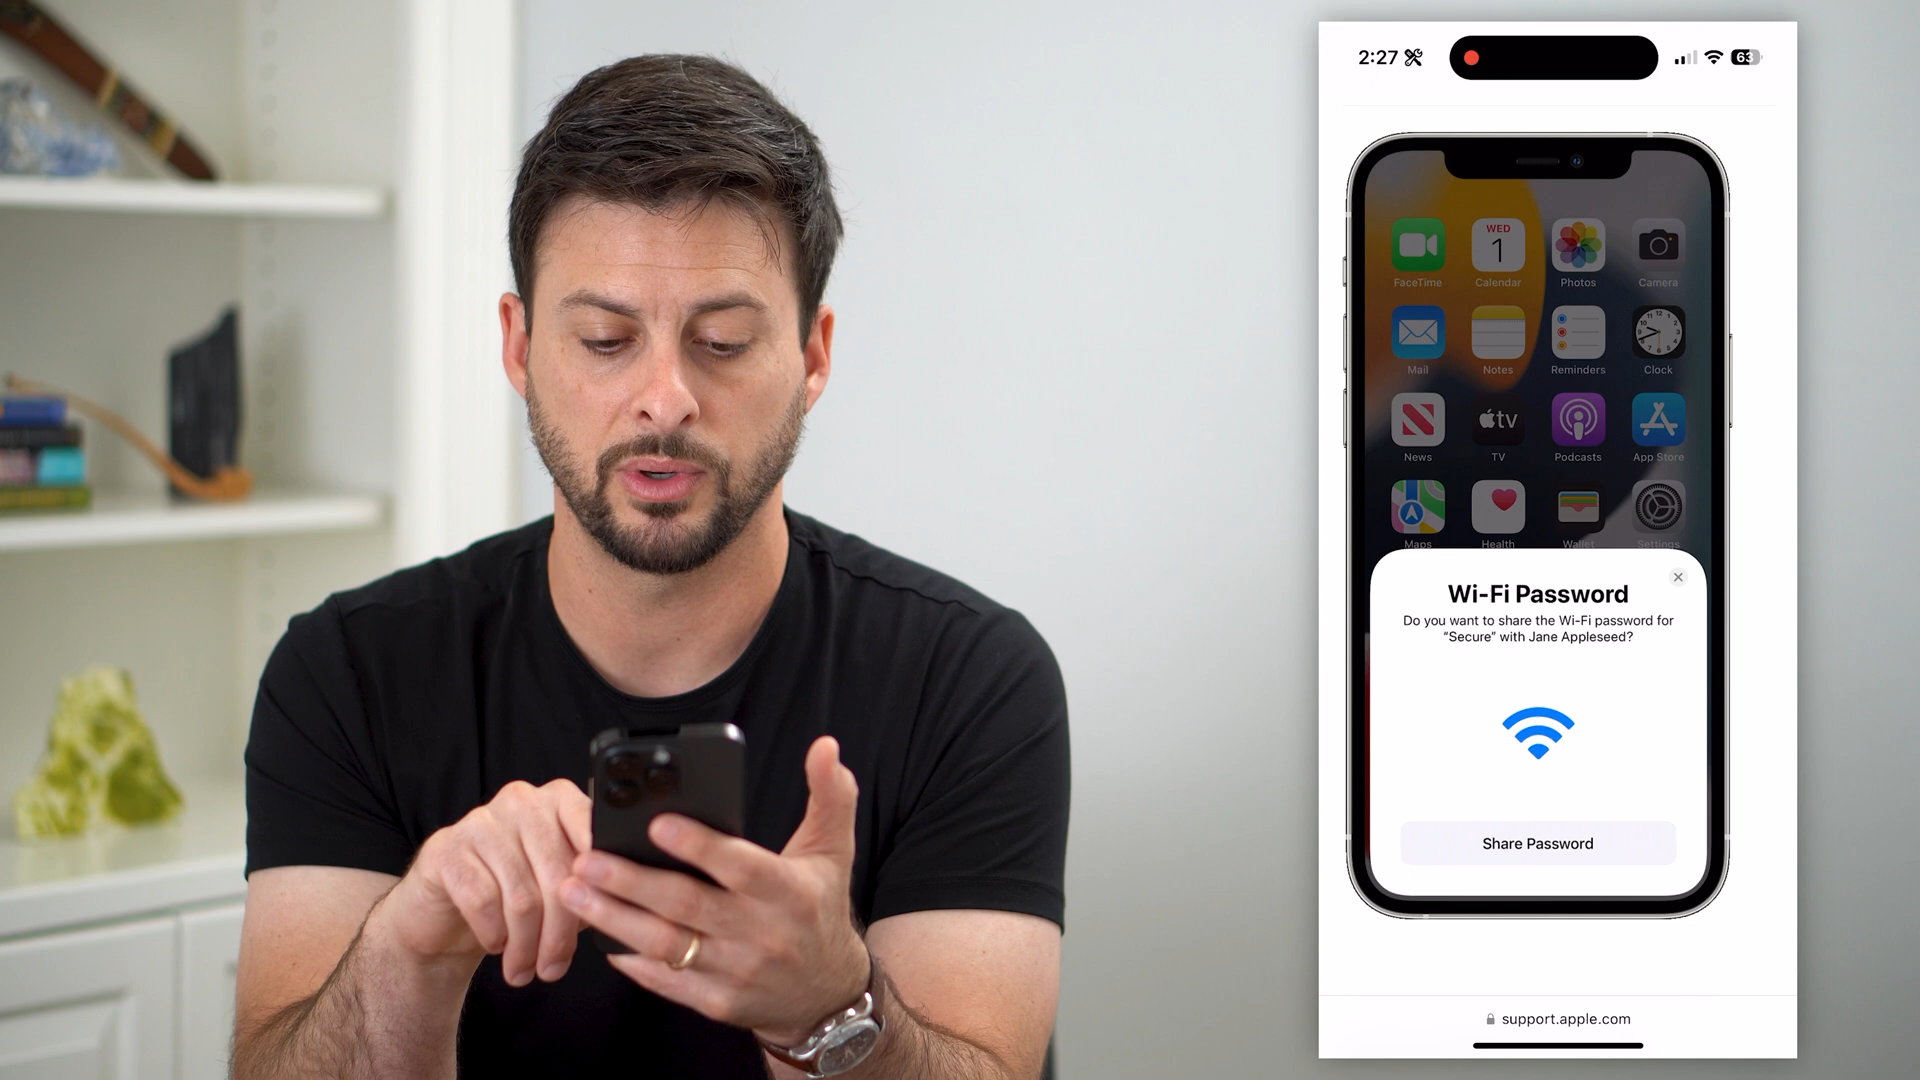 2:27
63
WED
1
FaceTime
Calendar
Photos
Camera
Mail
Notes
Reminders
Clock
tv
News
TV
Podcasts
App Store
Maps
Health
Wallet
Settings
Wi-Fi Password
Do you want to share the Wi-Fi password for
“Secure” with Jane Appleseed?
Share Password
support.apple.com